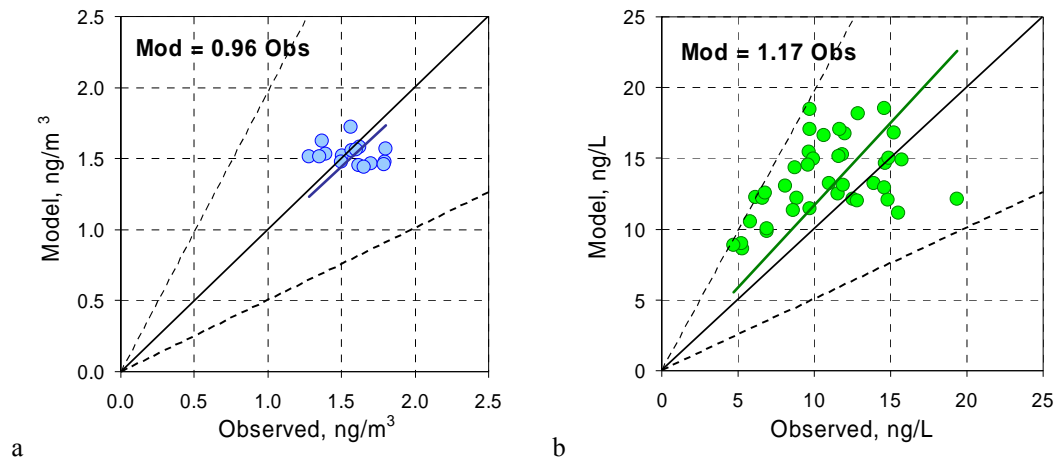 Mod = 0.96 Obs
2.5
2.0
1.5
1.0
0.5
0.0
Model, ng/m³
0.0 0.5 1.0 1.5 2.0 2.5
Observed, ng/m³
a
Mod = 1.17 Obs
25
20
15
10
5
0
Model, ng/L
0 5 10 15 20 25
Observed, ng/L
b